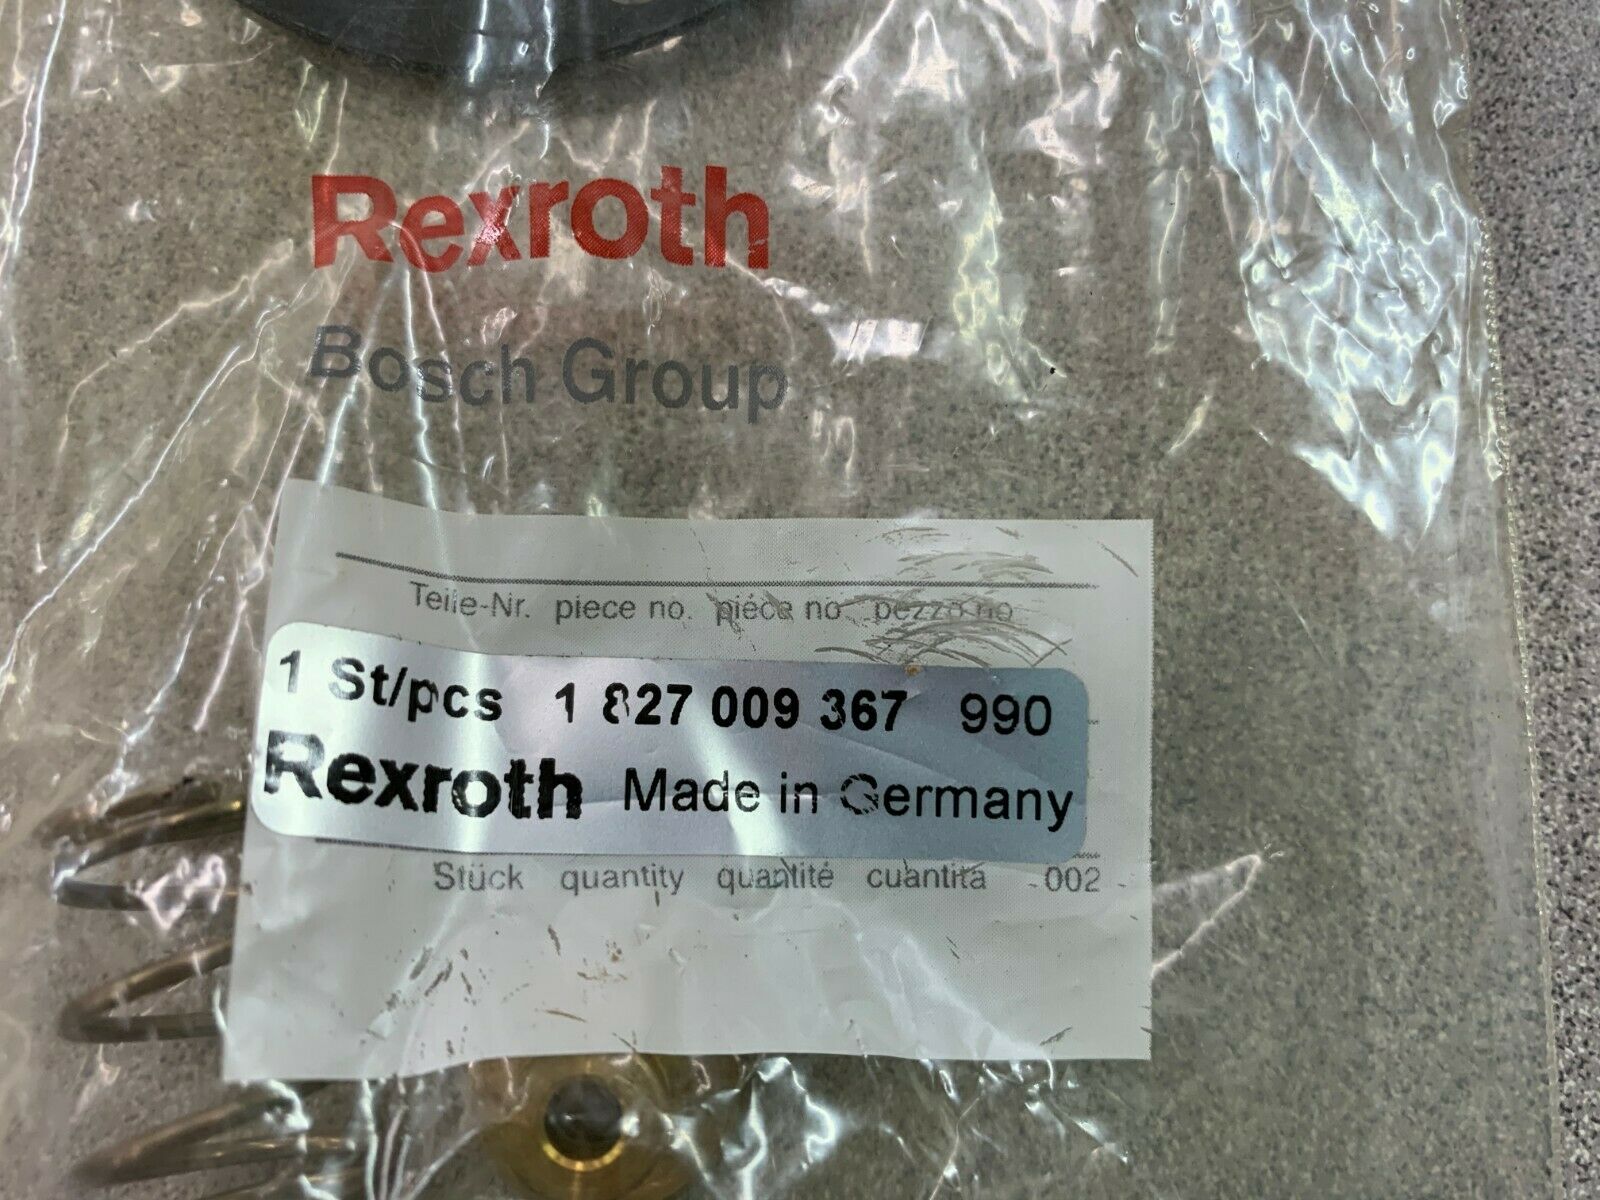 Rexroth
Bosch Group
Teile-Nr. piece no. piéce no pezzo no
1 St/pcs 1 827 009 367 990
Rexroth Made in Germany
Stück quantity quantité cuantita 002